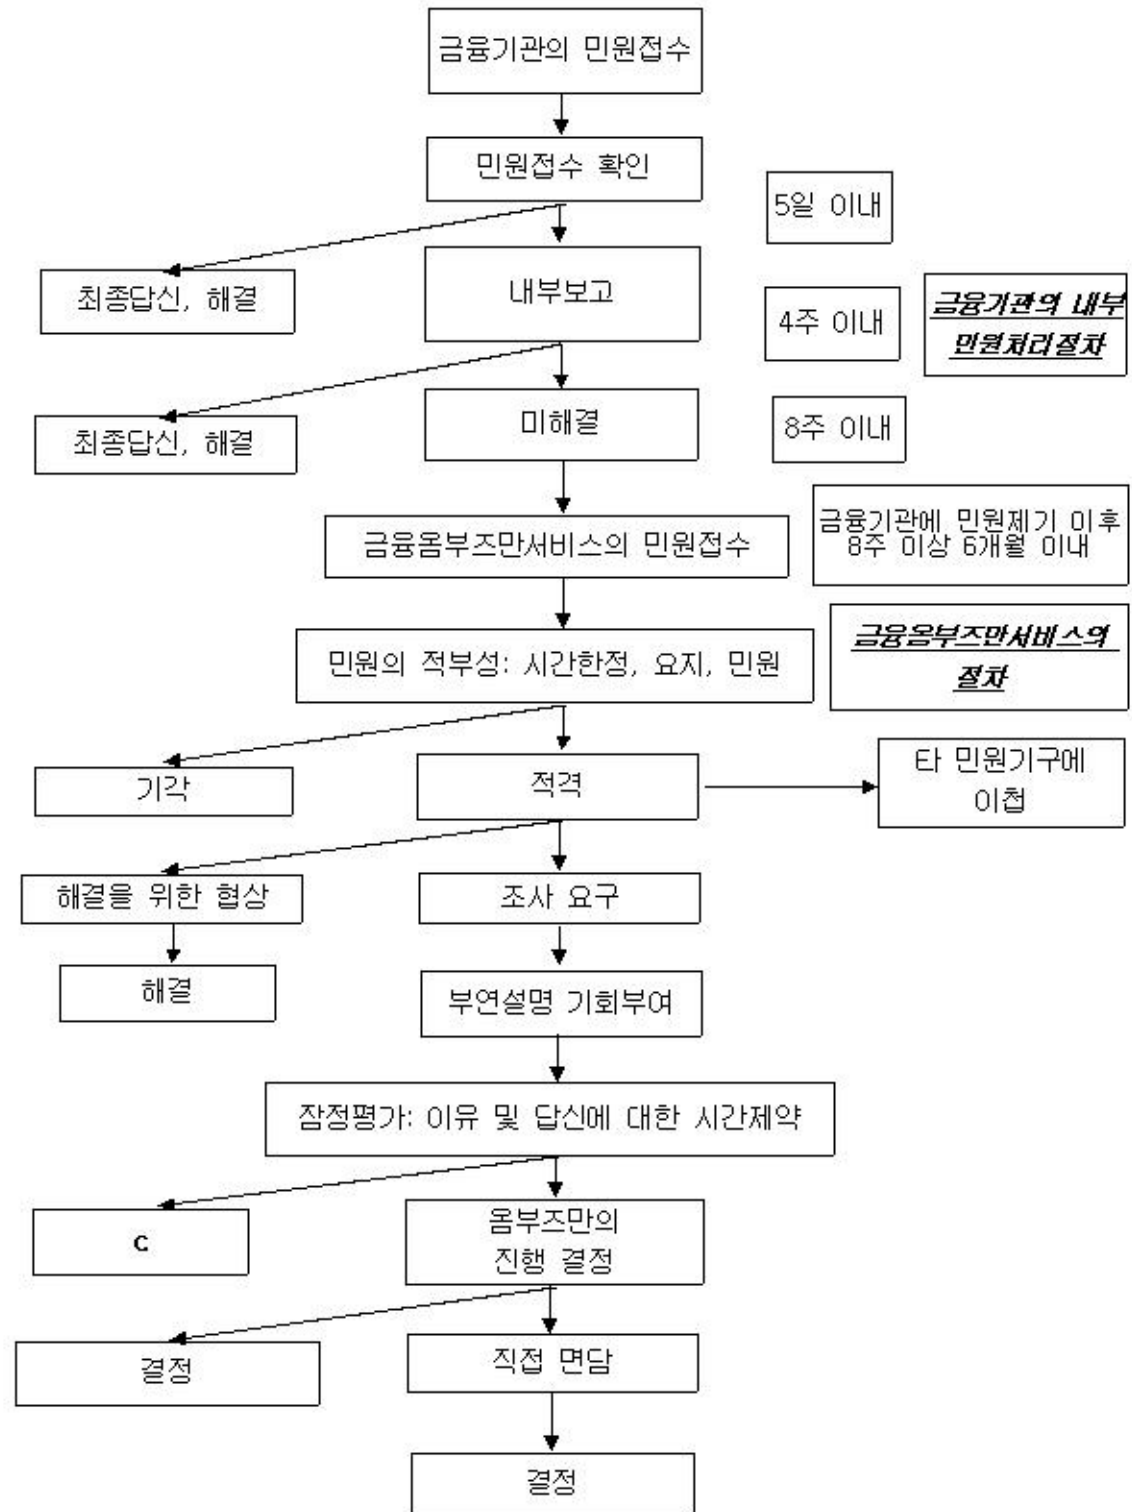 금융기관의 민원접수
민원접수 확인
5일 이내
최종답신, 해결
내부보고
4주 이내
금융기관의 내부
민원처리절차
최종답신, 해결
미해결
8주 이내
금융옴부즈만서비스의 민원접수
금융기관에 민원제기 이후
8주 이상 6개월 이내
민원의 적부성: 시간한정, 요지, 민원
금융옴부즈만서비스의
절차
기각
적격
타 민원기구에
이첩
해결을 위한 협상
조사 요구
해결
부연설명 기회부여
잠정평가: 이유 및 답신에 대한 시간제약
C
옴부즈만의
진행 결정
결정
직접 면담
결정